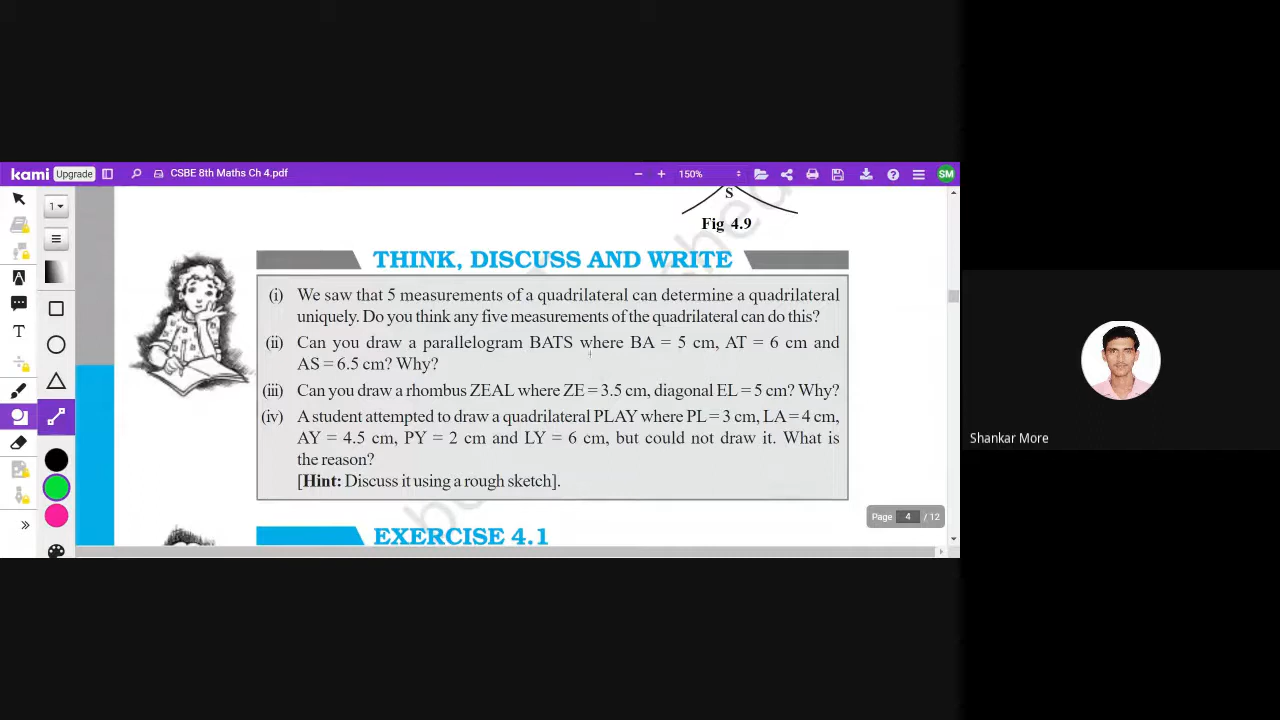 kami Upgrade CSBE 8th Maths Ch 4.pdf 150% SM
1
A
T
S
Fig 4.9
THINK, DISCUSS AND WRITE
(i) We saw that 5 measurements of a quadrilateral can determine a quadrilateral
uniquely. Do you think any five measurements of the quadrilateral can do this?
(ii) Can you draw a parallelogram BATS where BA = 5 cm, AT = 6 cm and
AS = 6.5 cm? Why?
(iii) Can you draw a rhombus ZEAL where ZE = 3.5 cm, diagonal EL = 5 cm? Why?
(iv) A student attempted to draw a quadrilateral PLAY where PL = 3 cm, LA = 4 cm,
AY = 4.5 cm, PY = 2 cm and LY = 6 cm, but could not draw it. What is
the reason?
[Hint: Discuss it using a rough sketch].
Page 4 / 12
EXERCISE 4.1
Shankar More